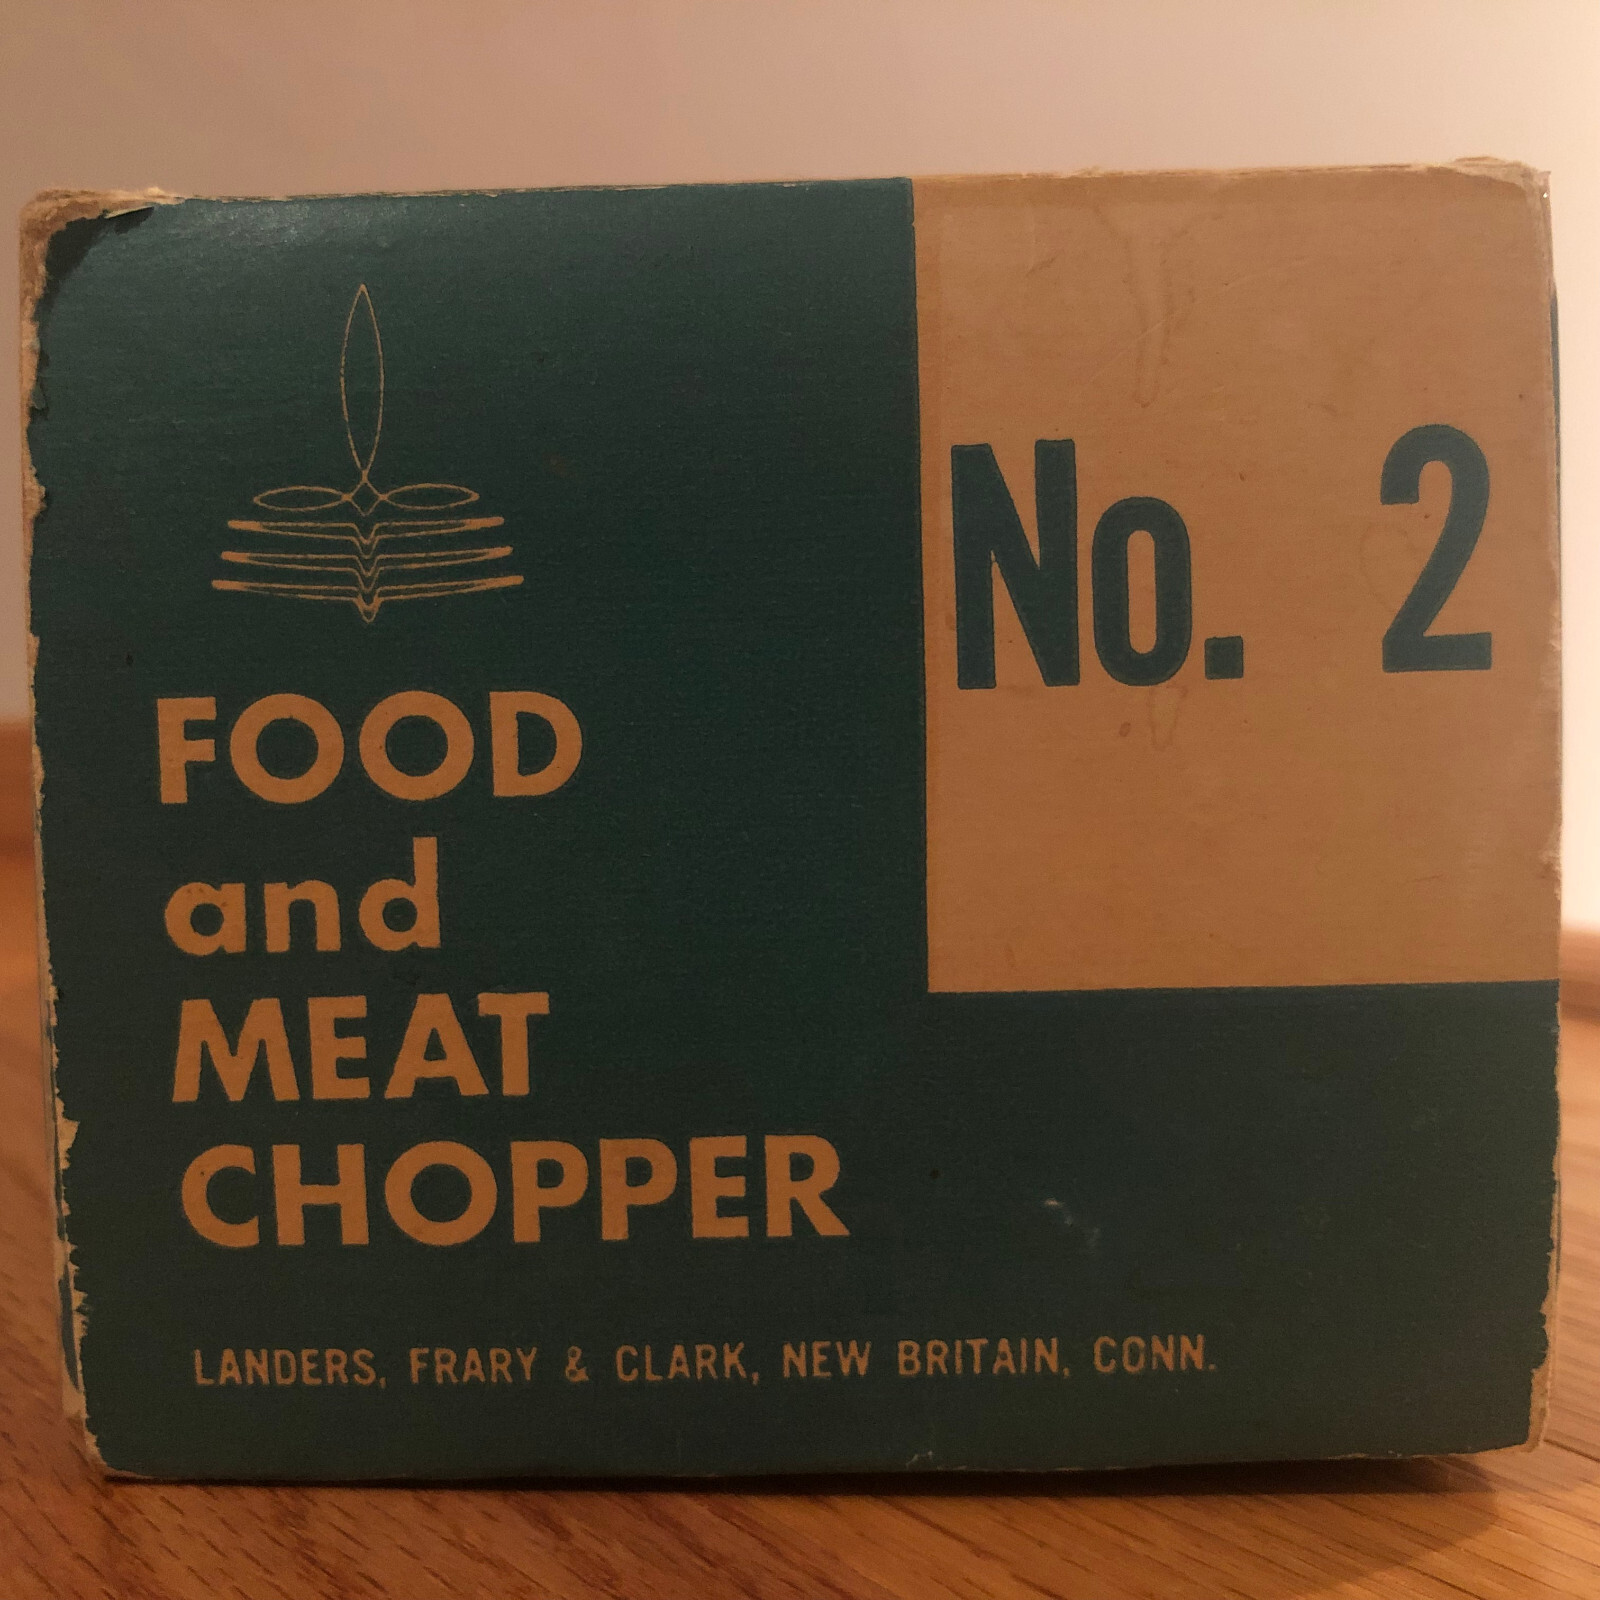 FOOD
and
MEAT
CHOPPER
No. 2
LANDERS, FRARY & CLARK, NEW BRITAIN, CONN.